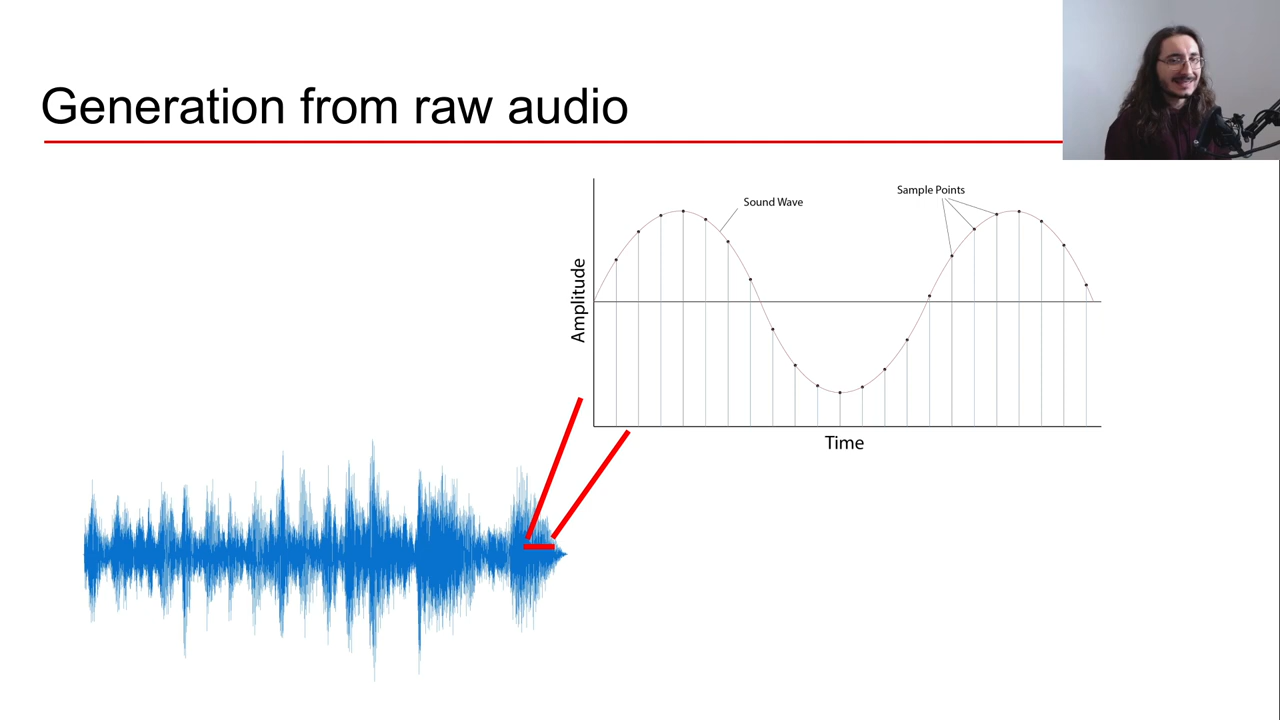 Generation from raw audio
Sound Wave
Sample Points
Amplitude
Time